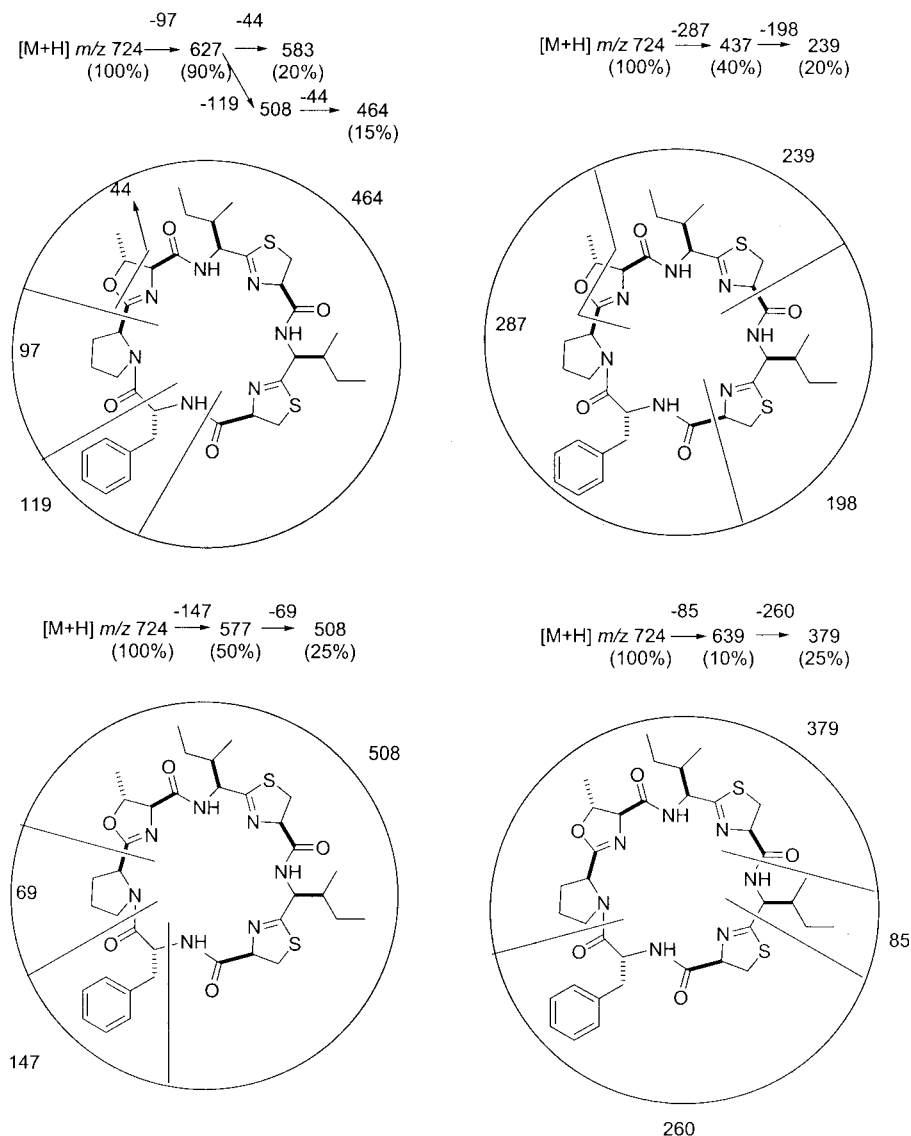 -97 -44
[M+H] m/z 724 → 627 → 583
(100%) (90%) (20%)
-119 508 -44 → 464
(15%)
44
464
97
119
O
NH
S
N
O
N
O
NH
N
O
NH
N
S
O
-287 -198
[M+H] m/z 724 → 437 → 239
(100%) (40%) (20%)
239
287
198
O
NH
S
N
O
N
O
NH
N
O
NH
N
S
O
-147 -69
[M+H] m/z 724 → 577 → 508
(100%) (50%) (25%)
508
69
147
O
NH
S
N
O
N
O
NH
N
O
NH
N
S
O
-85 -260
[M+H] m/z 724 → 639 → 379
(100%) (10%) (25%)
379
85
260
O
NH
S
N
O
N
O
NH
N
O
NH
N
S
O